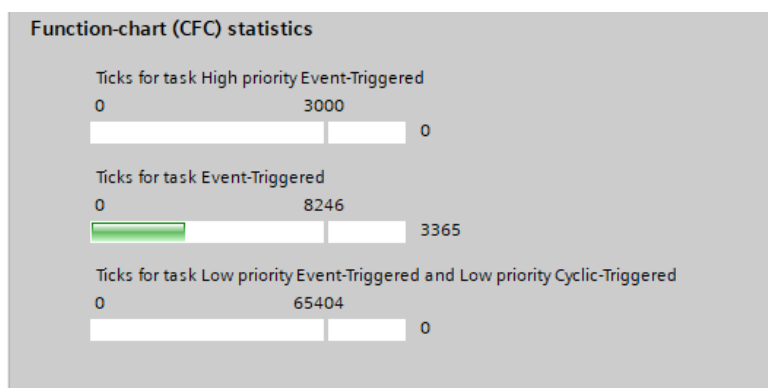 Function-chart (CFC) statistics
Ticks for task High priority Event-Triggered
0 3000
0
Ticks for task Event-Triggered
0 8246
3365
Ticks for task Low priority Event-Triggered and Low priority Cyclic-Triggered
0 65404
0